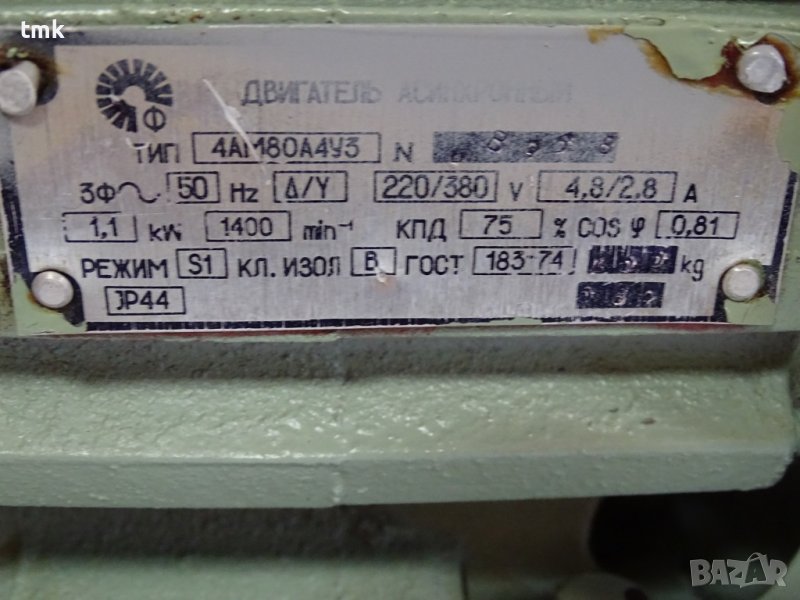 tmk
Ф
ДВИГАТЕЛЬ АСИНХРОННЫЙ
ТИП 4АМ80А4У3 N
3Ф 50 Hz Δ/Y 220/380 V 4,8/2,8 А
1,1 kW 1400 min⁻¹ КПД 75 % COS φ 0,81
РЕЖИМ S1 КЛ. ИЗОЛ В ГОСТ 183-74 kg
JP44
BAZAR